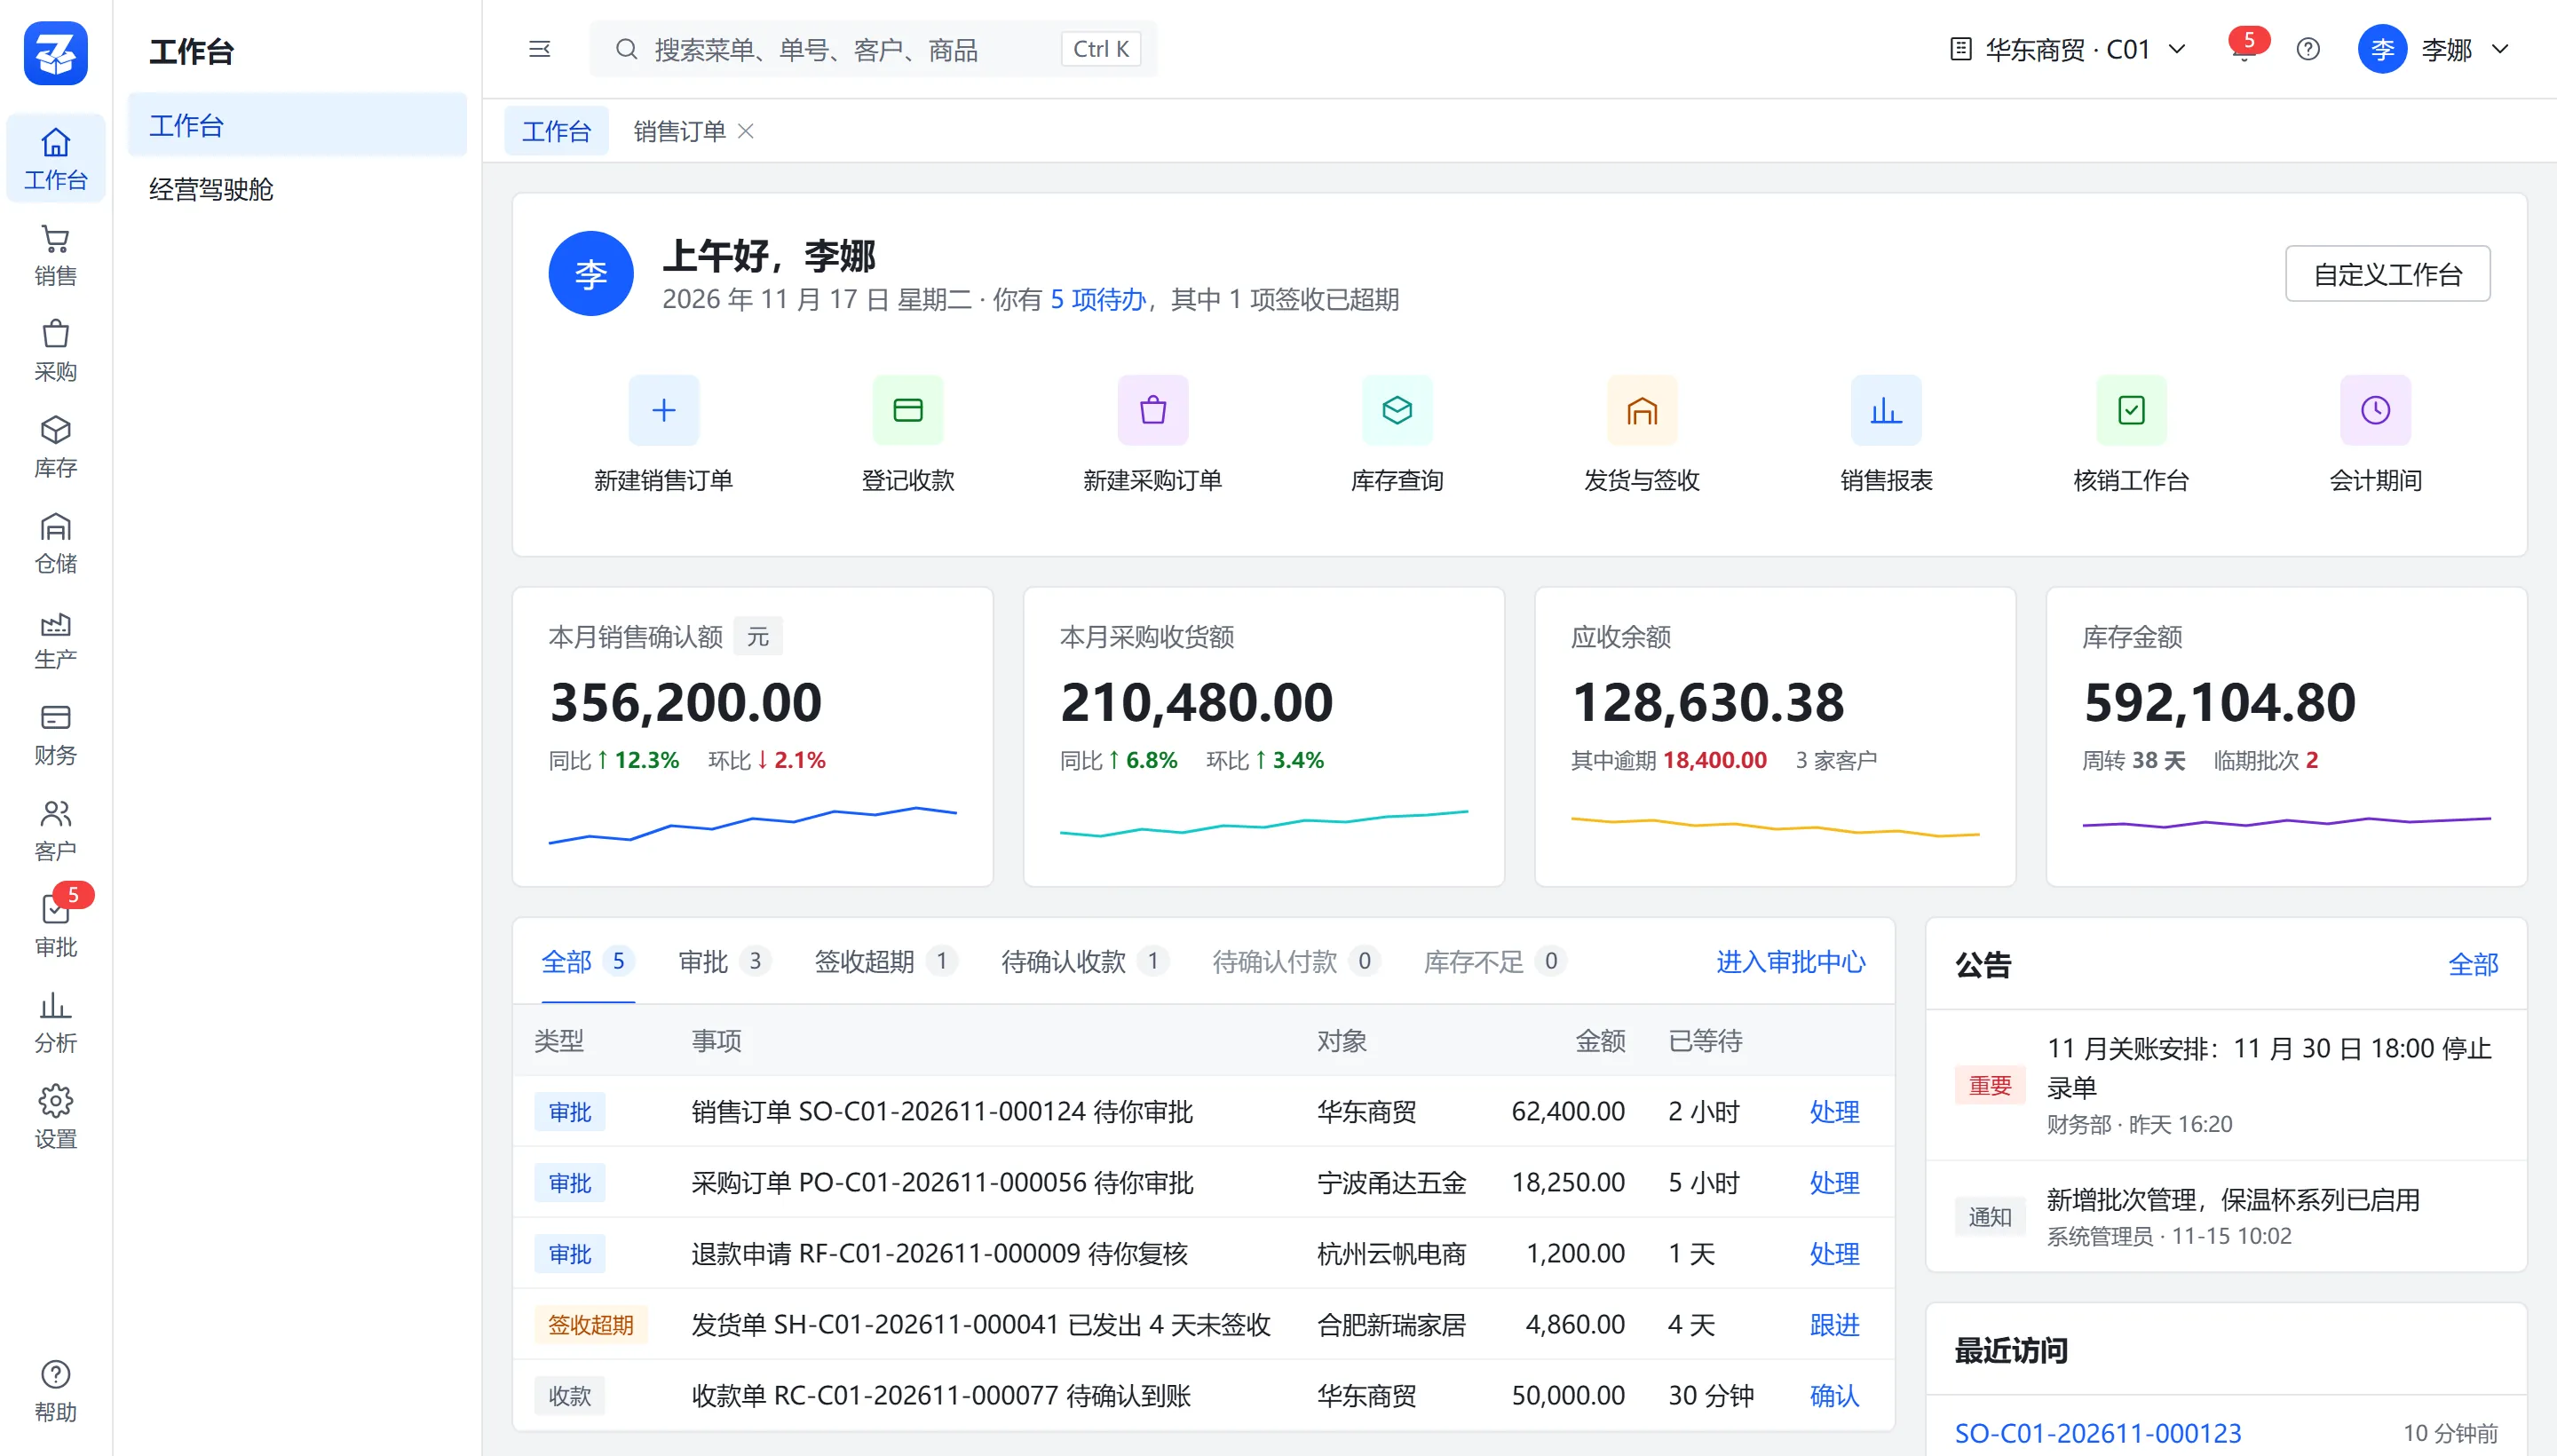 工作台
销售
采购
库存
仓储
生产
财务
客户
5
审批
分析
设置
帮助
工作台
工作台
经营驾驶舱
搜索菜单、单号、客户、商品
Ctrl K
华东商贸 · C01
5
李
李娜
工作台
销售订单
李
上午好，李娜
2026 年 11 月 17 日 星期二 · 你有 5 项待办，其中 1 项签收已超期
自定义工作台
新建销售订单
登记收款
新建采购订单
库存查询
发货与签收
销售报表
核销工作台
会计期间
本月销售确认额 元
356,200.00
同比 ↑ 12.3% 环比 ↓ 2.1%
本月采购收货额
210,480.00
同比 ↑ 6.8% 环比 ↑ 3.4%
应收余额
128,630.38
其中逾期 18,400.00 3 家客户
库存金额
592,104.80
周转 38 天 临期批次 2
全部 5 审批 3 签收超期 1 待确认收款 1 待确认付款 0 库存不足 0 进入审批中心
类型 事项 对象 金额 已等待
审批 销售订单 SO-C01-202611-000124 待你审批 华东商贸 62,400.00 2 小时 处理
审批 采购订单 PO-C01-202611-000056 待你审批 宁波甬达五金 18,250.00 5 小时 处理
审批 退款申请 RF-C01-202611-000009 待你复核 杭州云帆电商 1,200.00 1 天 处理
签收超期 发货单 SH-C01-202611-000041 已发出 4 天未签收 合肥新瑞家居 4,860.00 4 天 跟进
收款 收款单 RC-C01-202611-000077 待确认到账 华东商贸 50,000.00 30 分钟 确认
公告 全部
重要
11 月关账安排：11 月 30 日 18:00 停止
录单
财务部 · 昨天 16:20
通知
新增批次管理，保温杯系列已启用
系统管理员 · 11-15 10:02
最近访问
SO-C01-202611-000123 10 分钟前